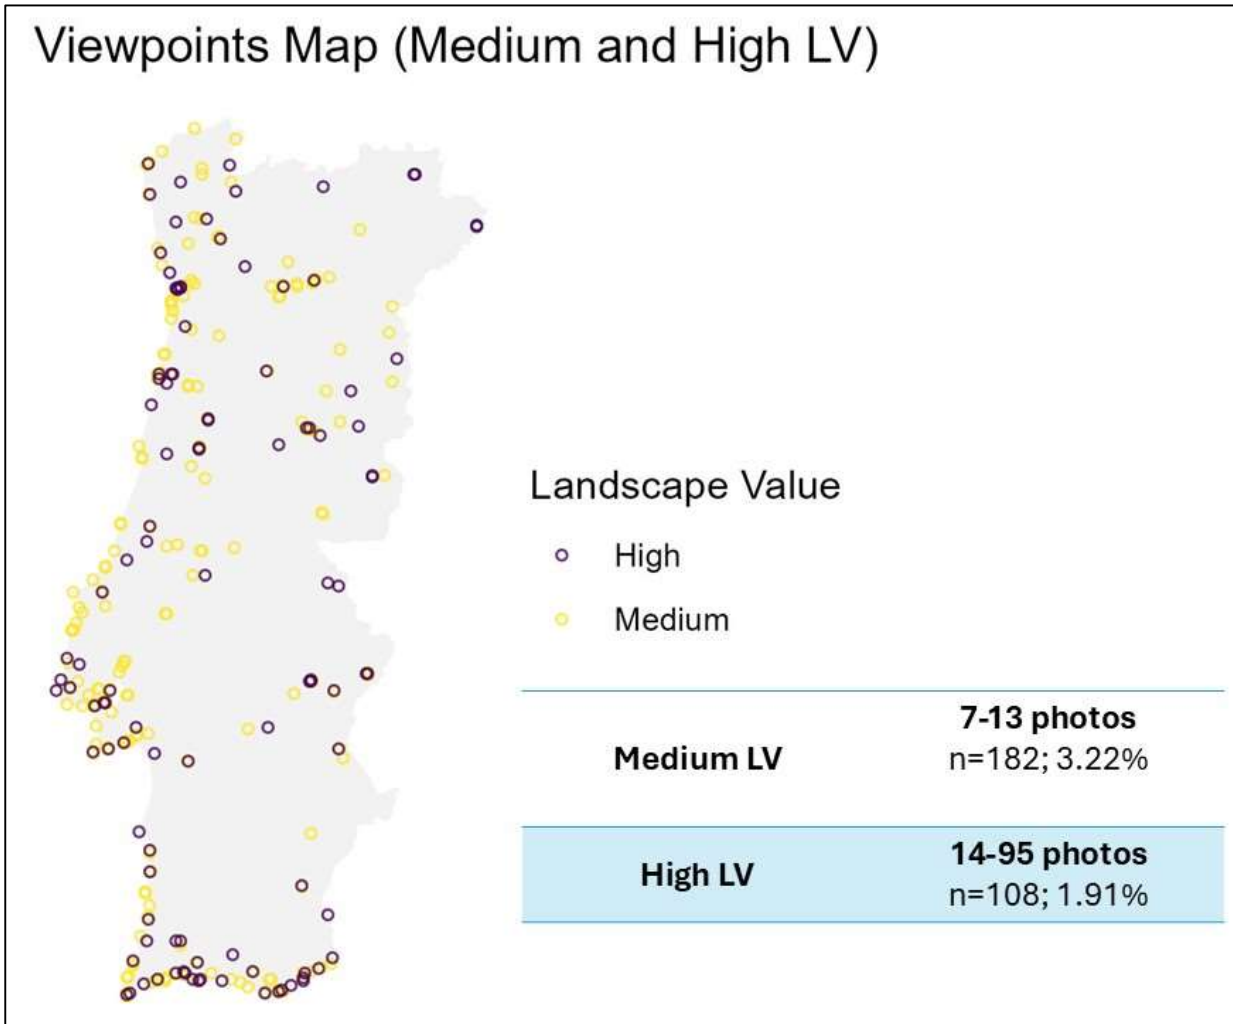 Viewpoints Map (Medium and High LV)
Landscape Value
High
Medium
7-13 photos
Medium LV
n=182; 3.22%
14-95 photos
High LV
n=108; 1.91%